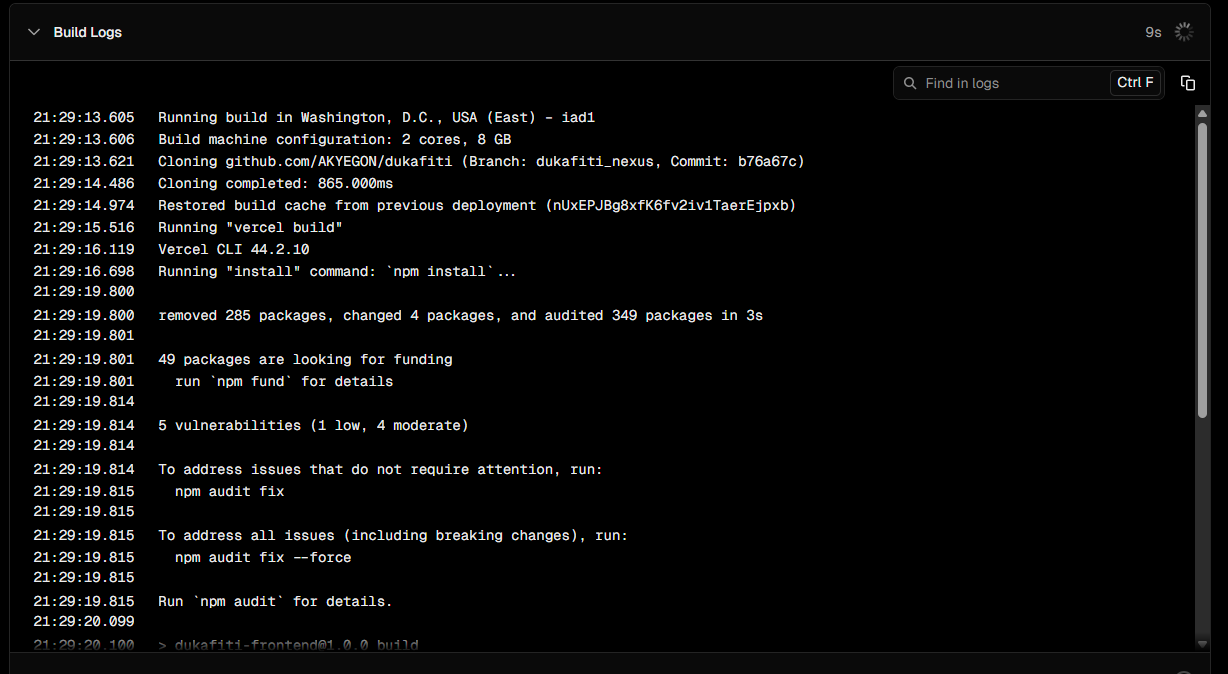 Build Logs
9s
Find in logs
Ctrl F
21:29:13.605 Running build in Washington, D.C., USA (East) – iad1
21:29:13.606 Build machine configuration: 2 cores, 8 GB
21:29:13.621 Cloning github.com/AKYEGON/dukafiti (Branch: dukafiti_nexus, Commit: b76a67c)
21:29:14.486 Cloning completed: 865.000ms
21:29:14.974 Restored build cache from previous deployment (nUxEPJBg8xfK6fv2iv1TaerEjpxb)
21:29:15.516 Running "vercel build"
21:29:16.119 Vercel CLI 44.2.10
21:29:16.698 Running "install" command: `npm install`...
21:29:19.800
21:29:19.800 removed 285 packages, changed 4 packages, and audited 349 packages in 3s
21:29:19.801
21:29:19.801 49 packages are looking for funding
21:29:19.801 run `npm fund` for details
21:29:19.814
21:29:19.814 5 vulnerabilities (1 low, 4 moderate)
21:29:19.814
21:29:19.814 To address issues that do not require attention, run:
21:29:19.815 npm audit fix
21:29:19.815
21:29:19.815 To address all issues (including breaking changes), run:
21:29:19.815 npm audit fix --force
21:29:19.815
21:29:19.815 Run `npm audit` for details.
21:29:20.099
21:29:20.100 > dukafiti-frontend@1.0.0 build